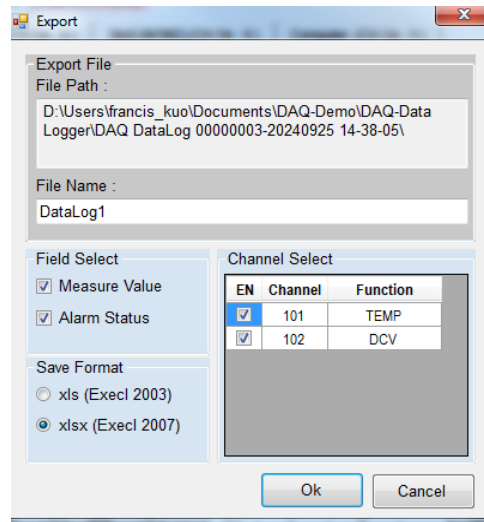 Export
Export File
File Path :
D:\Users\francis_kuo\Documents\DAQ-Demo\DAQ-Data
Logger\DAQ DataLog 00000003-20240925 14-38-05\
File Name :
DataLog1
Field Select
Measure Value
Alarm Status
Save Format
xls (Execl 2003)
xlsx (Execl 2007)
Channel Select
EN Channel Function
101 TEMP
102 DCV
Ok Cancel